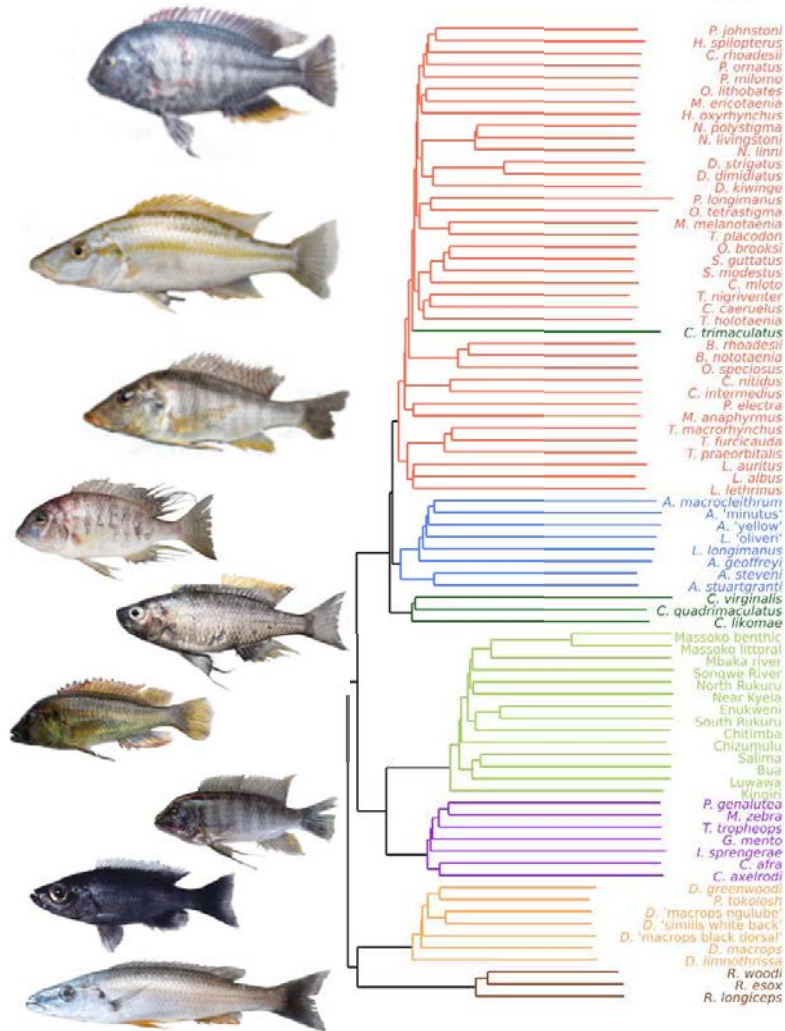 P. johnstoni
H. spilopterus
C. rhoadesii
P. ornatus
P. milomo
O. lithobates
M. ericotaenia
H. oxyrhynchus
N. polystigma
N. livingstoni
N. linni
D. strigatus
D. dimidiatus
D. kiwinge
P. longimanus
O. tetrastigma
M. melanotaenia
T. placodon
O. brooksi
S. guttatus
S. modestus
C. mloto
T. nigriventer
C. caeruelus
T. holotaenia
C. trimaculatus
B. rhoadesii
B. nototaenia
O. speciosus
C. nitidus
C. intermedius
P. electra
M. anaphyrmus
T. macrorhynchus
T. furcicauda
T. praeorbitalis
L. auritus
L. albus
L. lethrinus
A. macrocleithrum
A. 'minutus'
A. 'yellow'
L. 'oliveri'
L. longimanus
A. geoffreyi
A. steveni
A. stuartgranti
C. virginalis
C. quadrimaculatus
C. likomae
Massoko benthic
Massoko littoral
Mbaka river
Songwe River
North Rukuru
Near Kyela
Enukweni
South Rukuru
Chitimba
Chizumulu
Salima
Bua
Luwawa
Kingiri
P. genalutea
M. zebra
T. tropheops
G. mento
I. sprengerae
C. afra
C. axelrodi
D. greenwoodi
P. tokolosh
D. 'macrops ngulube'
D. 'similis white back'
D. 'macrops black dorsal'
D. macrops
D. limnothrissa
R. woodi
R. esox
R. longiceps